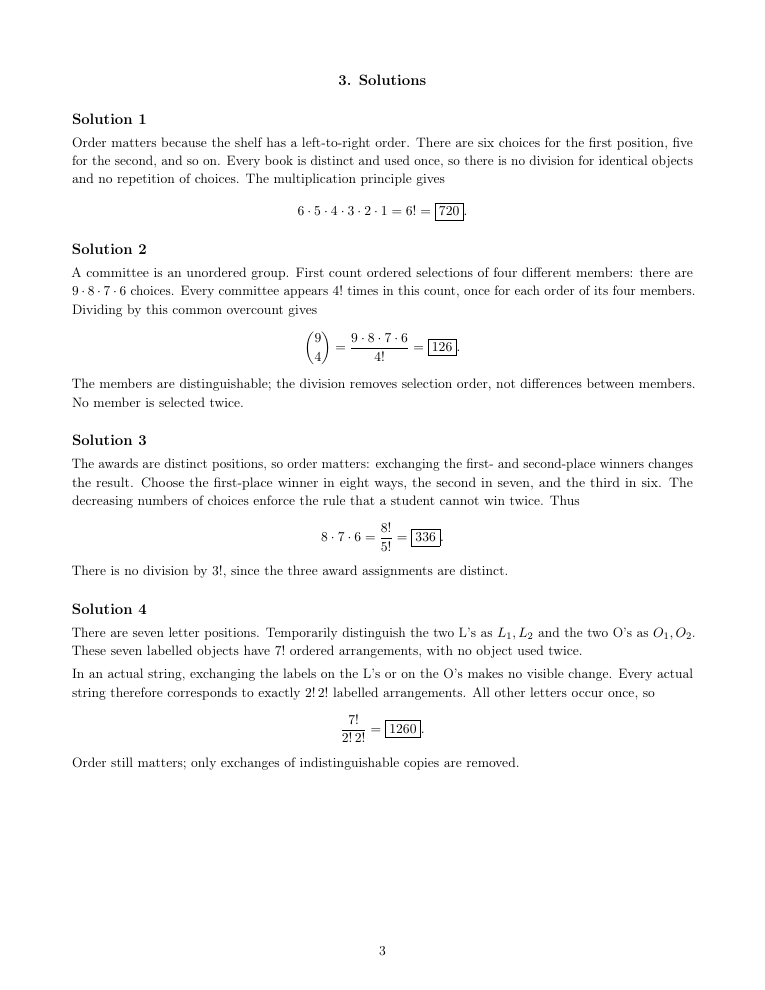 3. Solutions
Solution 1
Order matters because the shelf has a left-to-right order. There are six choices for the first position, five
for the second, and so on. Every book is distinct and used once, so there is no division for identical objects
and no repetition of choices. The multiplication principle gives
6 · 5 · 4 · 3 · 2 · 1 = 6! = 720.
Solution 2
A committee is an unordered group. First count ordered selections of four different members: there are
9 · 8 · 7 · 6 choices. Every committee appears 4! times in this count, once for each order of its four members.
Dividing by this common overcount gives
(9 4) = 9 · 8 · 7 · 6 / 4! = 126.
The members are distinguishable; the division removes selection order, not differences between members.
No member is selected twice.
Solution 3
The awards are distinct positions, so order matters: exchanging the first- and second-place winners changes
the result. Choose the first-place winner in eight ways, the second in seven, and the third in six. The
decreasing numbers of choices enforce the rule that a student cannot win twice. Thus
8 · 7 · 6 = 8! / 5! = 336.
There is no division by 3!, since the three award assignments are distinct.
Solution 4
There are seven letter positions. Temporarily distinguish the two L's as L₁, L₂ and the two O's as O₁, O₂.
These seven labelled objects have 7! ordered arrangements, with no object used twice.
In an actual string, exchanging the labels on the L's or on the O's makes no visible change. Every actual
string therefore corresponds to exactly 2! 2! labelled arrangements. All other letters occur once, so
7! / 2! 2! = 1260.
Order still matters; only exchanges of indistinguishable copies are removed.
3